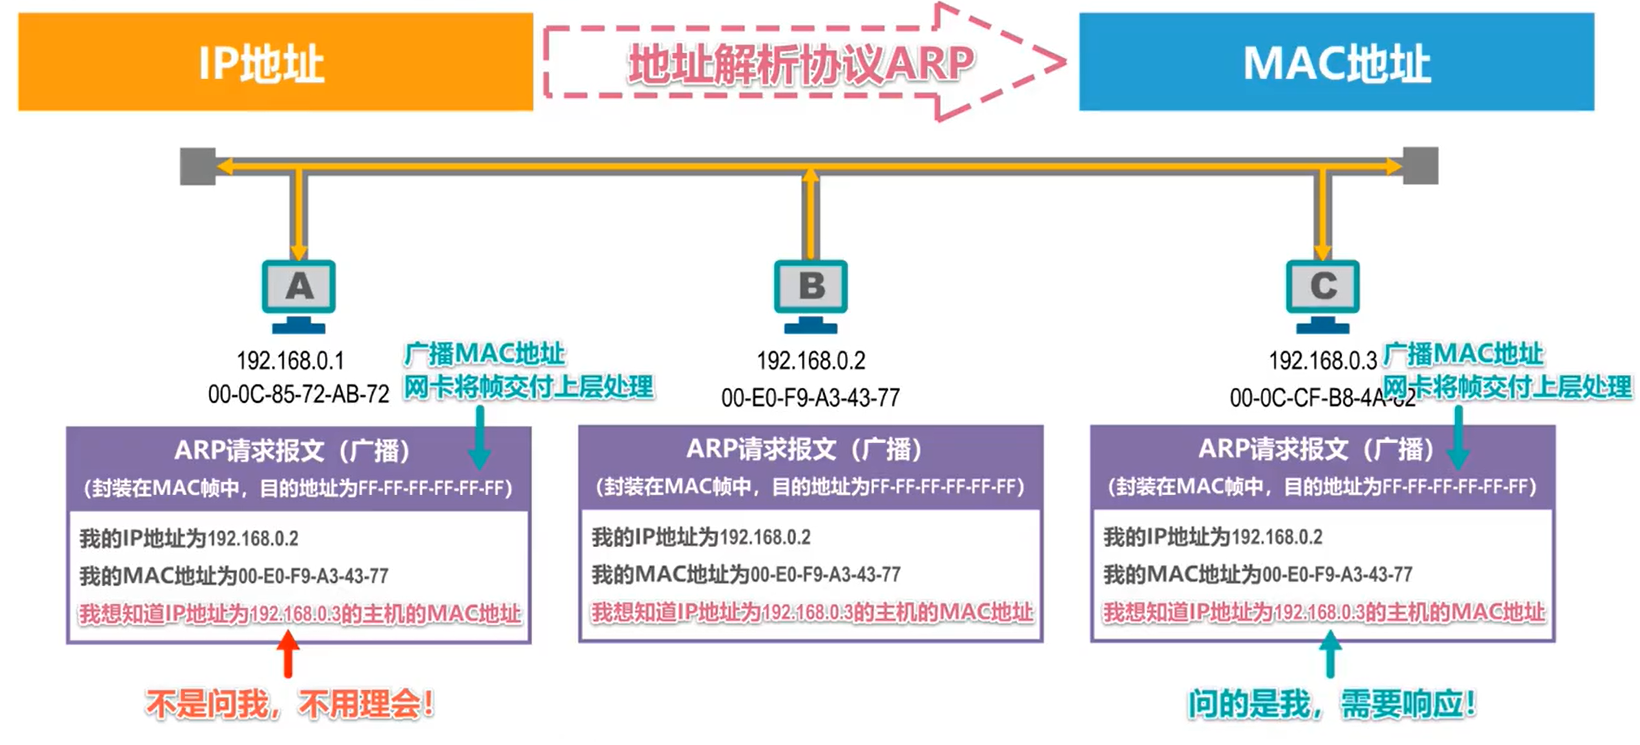 IP地址
地址解析协议ARP
MAC地址
A
B
C
192.168.0.1
00-0C-85-72-AB-72
广播MAC地址
网卡将帧交付上层处理
192.168.0.2
00-E0-F9-A3-43-77
192.168.0.3
00-0C-CF-B8-4A-82
广播MAC地址
网卡将帧交付上层处理
ARP请求报文（广播）
（封装在MAC帧中，目的地址为FF-FF-FF-FF-FF-FF）
我的IP地址为192.168.0.2
我的MAC地址为00-E0-F9-A3-43-77
我想知道IP地址为192.168.0.3的主机的MAC地址
不是问我，不用理会！
ARP请求报文（广播）
（封装在MAC帧中，目的地址为FF-FF-FF-FF-FF-FF）
我的IP地址为192.168.0.2
我的MAC地址为00-E0-F9-A3-43-77
我想知道IP地址为192.168.0.3的主机的MAC地址
ARP请求报文（广播）
（封装在MAC帧中，目的地址为FF-FF-FF-FF-FF-FF）
我的IP地址为192.168.0.2
我的MAC地址为00-E0-F9-A3-43-77
我想知道IP地址为192.168.0.3的主机的MAC地址
问的是我，需要响应！